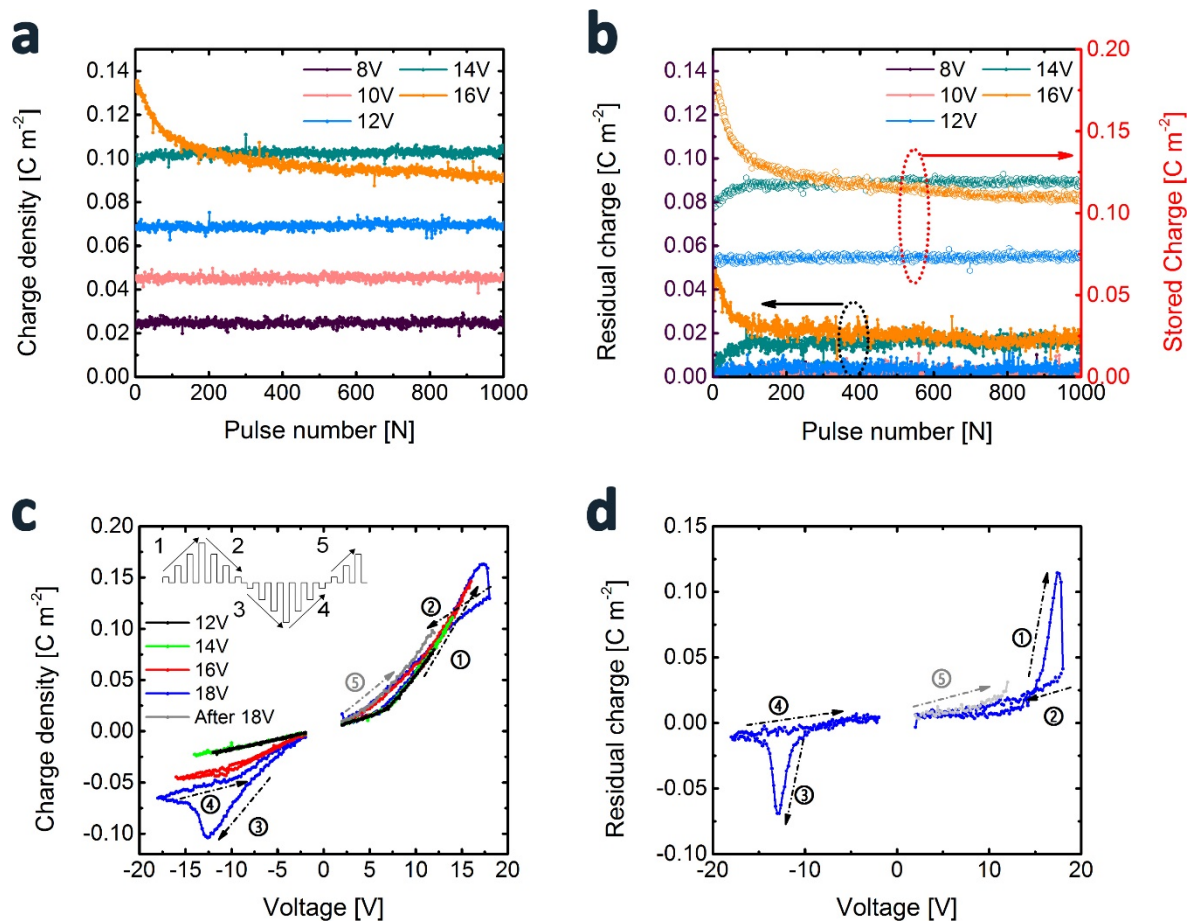 a
Charge density [C m⁻²]
0.14
0.12
0.10
0.08
0.06
0.04
0.02
0.00
8V 14V
10V 16V
12V
0 200 400 600 800 1000
Pulse number [N]
b
Residual charge [C m⁻²]
0.14
0.12
0.10
0.08
0.06
0.04
0.02
0.00
8V 14V
10V 16V
12V
0.20
0.15
0.10
0.05
0.00
Stored Charge [C m⁻²]
0 200 400 600 800 1000
Pulse number [N]
c
Charge density [C m⁻²]
0.20
0.15
0.10
0.05
0.00
-0.05
-0.10
1 2 5
3 4
12V
14V
16V
18V
After 18V
②
①
⑤
④
③
-20 -15 -10 -5 0 5 10 15 20
Voltage [V]
d
Residual charge [C m⁻²]
0.15
0.10
0.05
0.00
-0.05
-0.10
①
⑤
④
②
③
-20 -10 0 10 20
Voltage [V]